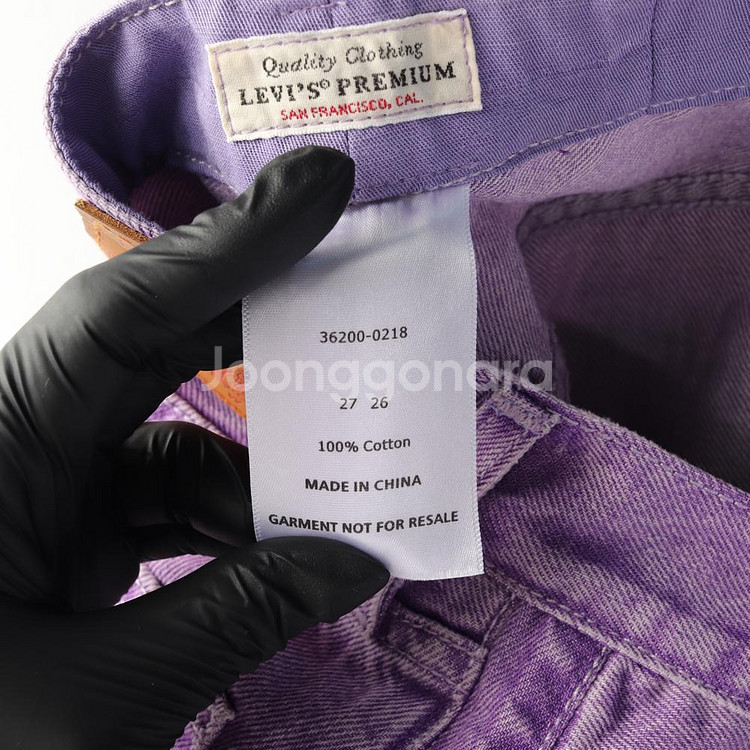 Quality Clothing
LEVI'S® PREMIUM
SAN FRANCISCO, CAL.
36200-0218
Joonggonara
27 26
100% Cotton
MADE IN CHINA
GARMENT NOT FOR RESALE